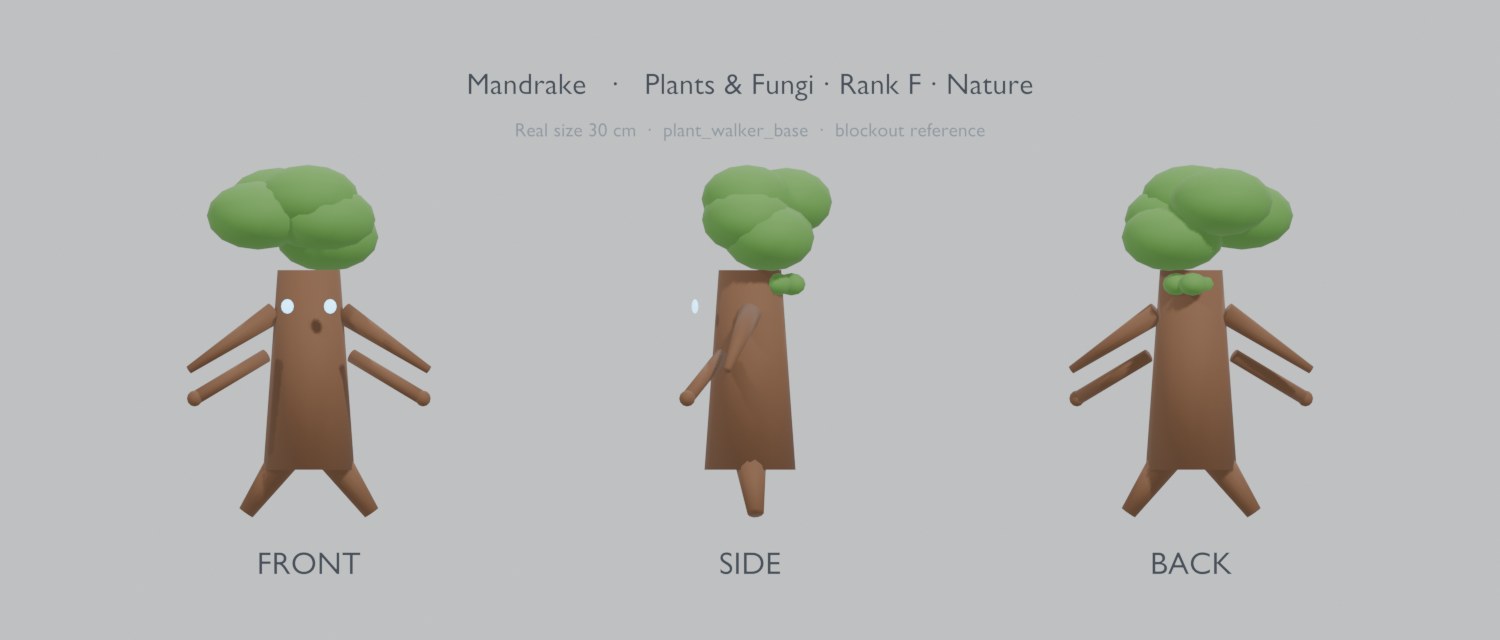 Mandrake · Plants & Fungi · Rank F · Nature
Real size 30 cm · plant_walker_base · blockout reference
FRONT SIDE BACK